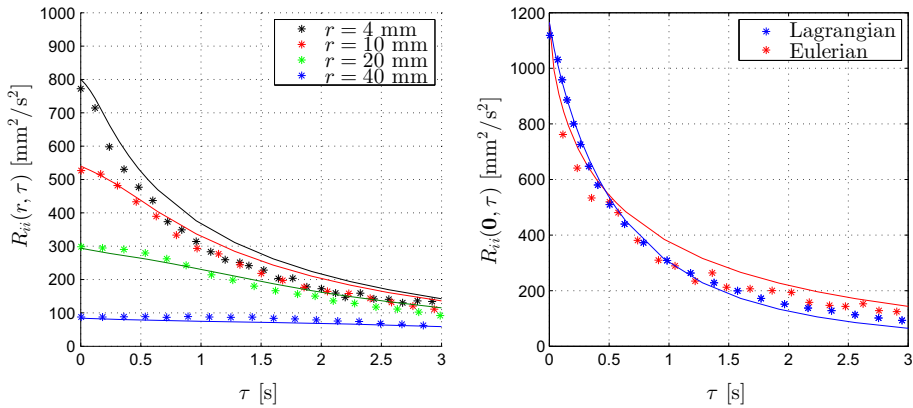 1000
900
800
700
600
500
400
300
200
100
0
0 0.5 1 1.5 2 2.5 3
R_{ii}(r, τ) [mm²/s²]
τ [s]
r = 4 mm
r = 10 mm
r = 20 mm
r = 40 mm
1200
1000
800
600
400
200
0
0 0.5 1 1.5 2 2.5 3
R_{ii}(0, τ) [mm²/s²]
τ [s]
Lagrangian
Eulerian